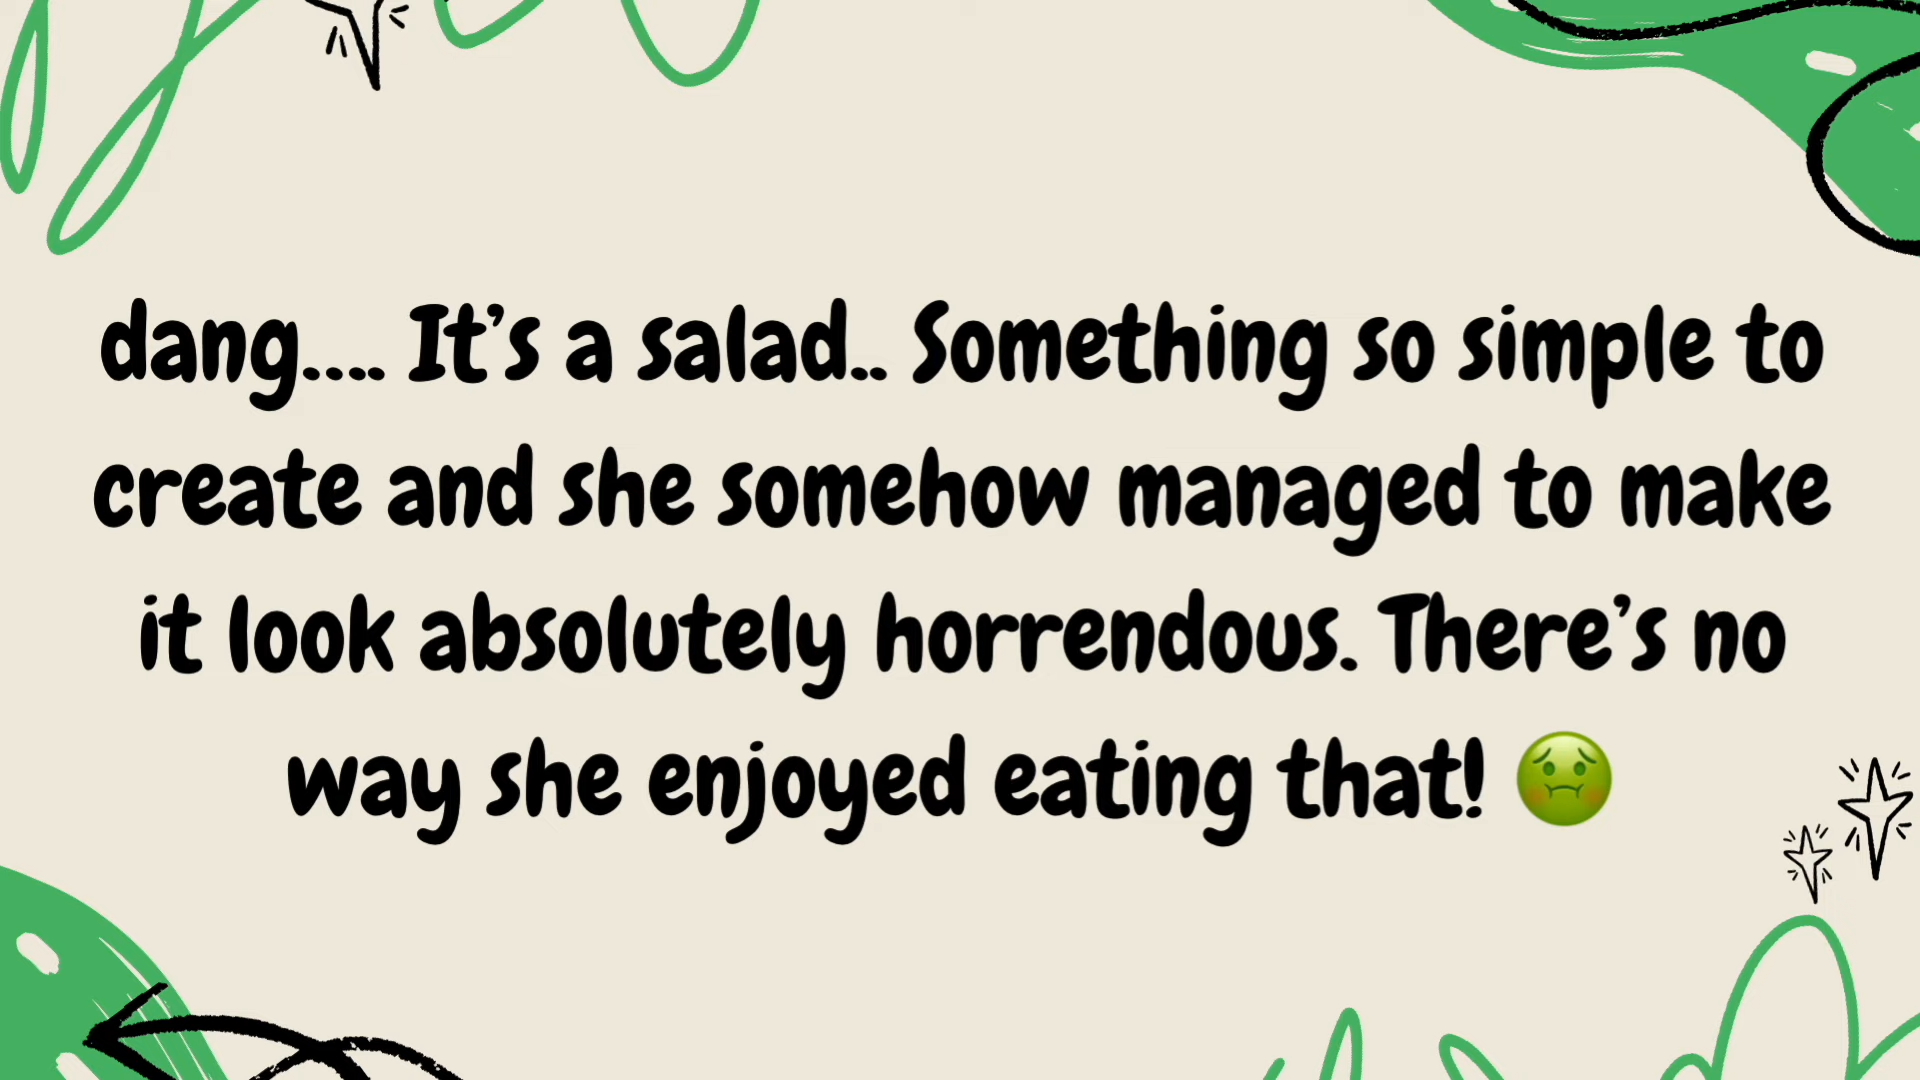 dang.... It's a salad.. Something so simple to
create and she somehow managed to make
it look absolutely horrendous. There's no
way she enjoyed eating that! 🤢